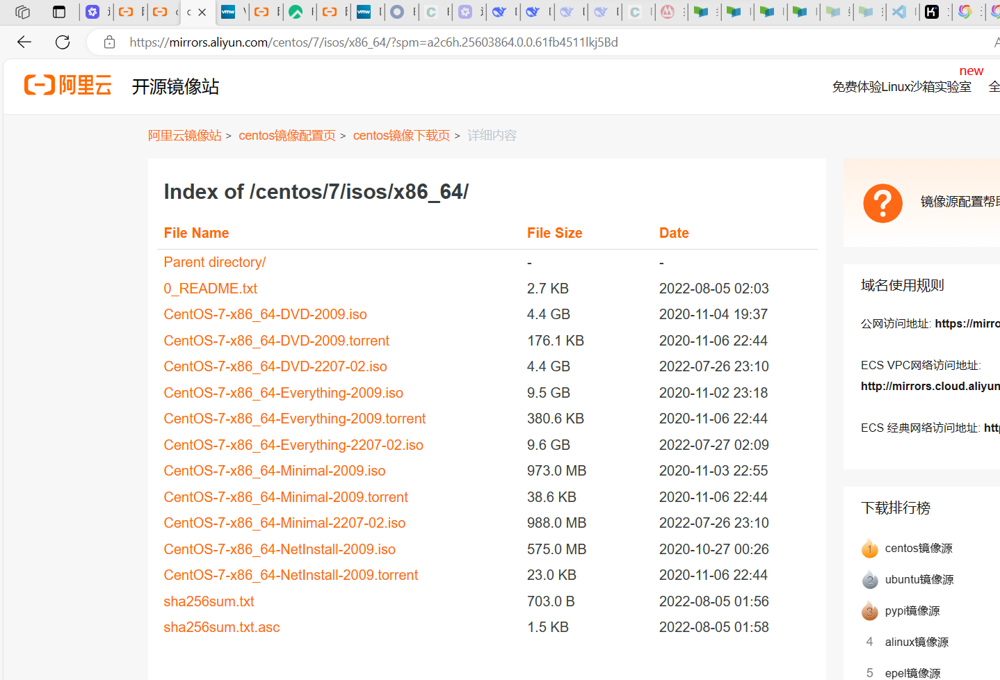 https://mirrors.aliyun.com/centos/7/isos/x86_64/?spm=a2c6h.25603864.0.0.61fb4511lkj5Bd
阿里云 开源镜像站
new
免费体验Linux沙箱实验室 全
阿里云镜像站 > centos镜像配置页 > centos镜像下载页 > 详细内容
Index of /centos/7/isos/x86_64/
File Name File Size Date
Parent directory/ - -
0_README.txt 2.7 KB 2022-08-05 02:03
CentOS-7-x86_64-DVD-2009.iso 4.4 GB 2020-11-04 19:37
CentOS-7-x86_64-DVD-2009.torrent 176.1 KB 2020-11-06 22:44
CentOS-7-x86_64-DVD-2207-02.iso 4.4 GB 2022-07-26 23:10
CentOS-7-x86_64-Everything-2009.iso 9.5 GB 2020-11-02 23:18
CentOS-7-x86_64-Everything-2009.torrent 380.6 KB 2020-11-06 22:44
CentOS-7-x86_64-Everything-2207-02.iso 9.6 GB 2022-07-27 02:09
CentOS-7-x86_64-Minimal-2009.iso 973.0 MB 2020-11-03 22:55
CentOS-7-x86_64-Minimal-2009.torrent 38.6 KB 2020-11-06 22:44
CentOS-7-x86_64-Minimal-2207-02.iso 988.0 MB 2022-07-26 23:10
CentOS-7-x86_64-NetInstall-2009.iso 575.0 MB 2020-10-27 00:26
CentOS-7-x86_64-NetInstall-2009.torrent 23.0 KB 2020-11-06 22:44
sha256sum.txt 703.0 B 2022-08-05 01:56
sha256sum.txt.asc 1.5 KB 2022-08-05 01:58
镜像源配置帮
域名使用规则
公网访问地址: https://mirro
ECS VPC网络访问地址:
http://mirrors.cloud.aliyun
ECS 经典网络访问地址: htt
下载排行榜
1 centos镜像源
2 ubuntu镜像源
3 pypi镜像源
4 alinux镜像源
5 epel镜像源